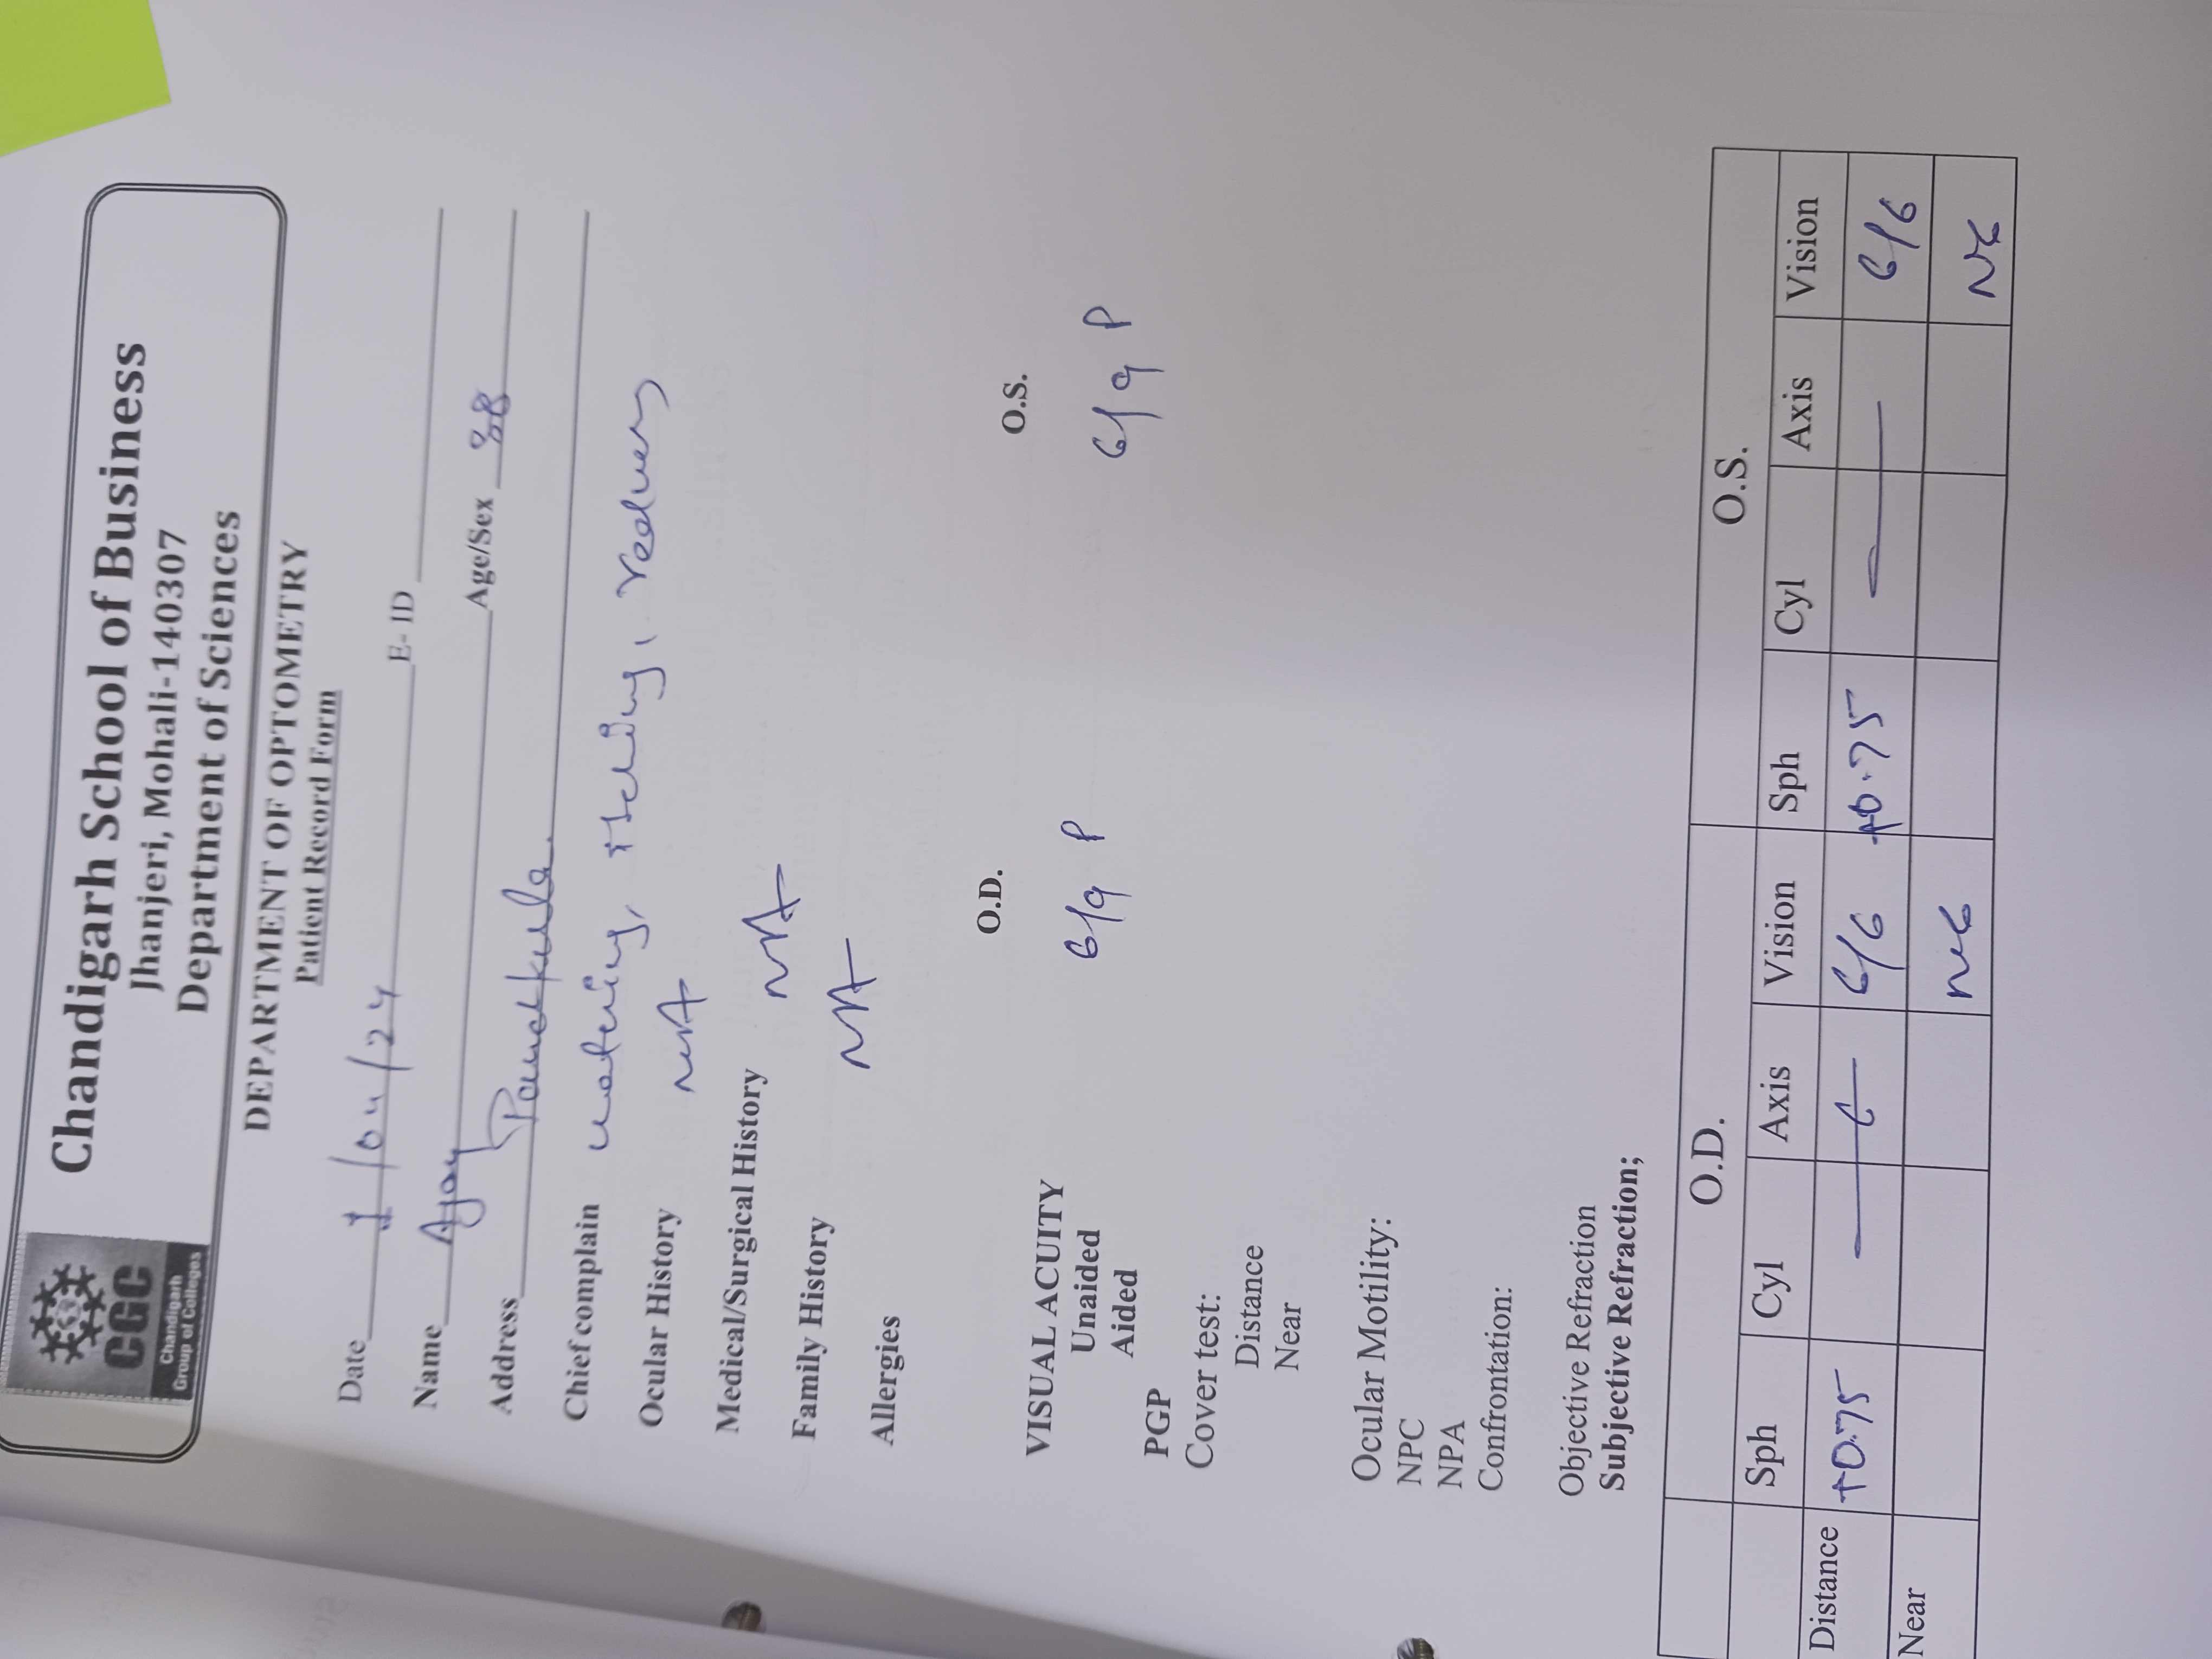 CGC
Chandigarh
Group of Colleges
Chandigarh School of Business
Jhanjeri, Mohali-140307
Department of Sciences
DEPARTMENT OF OPTOMETRY
Patient Record Form
Date 1/04/24 E- ID
Name Ajay Age/Sex 38
Address
Chief complain watering, itching, redness
Ocular History NA
Medical/Surgical History NA
Family History NA
Allergies
O.D. O.S.
VISUAL ACUITY
Unaided 6/9 P 6/9 P
Aided
PGP
Cover test:
Distance
Near
Ocular Motility:
NPC
NPA
Confrontation:
Objective Refraction
Subjective Refraction;
O.D. O.S.
Sph Cyl Axis Vision Sph Cyl Axis Vision
Distance +0.75 — 6/6 +0.75 — 6/6
Near N6 N6